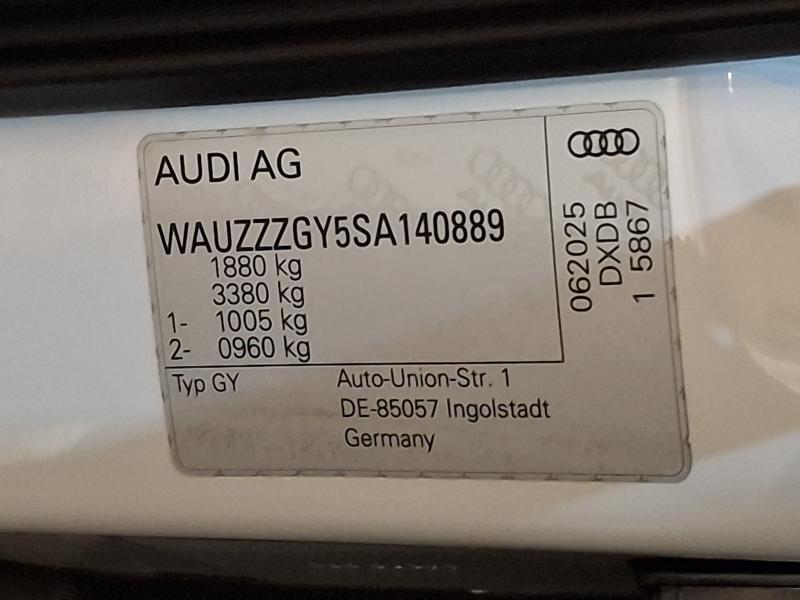 AUDI AG
WAUZZZGY5SA140889
1880 kg
3380 kg
1- 1005 kg
2- 0960 kg
Typ GY
Auto-Union-Str. 1
DE-85057 Ingolstadt
Germany
062025
DXDB
1 5867